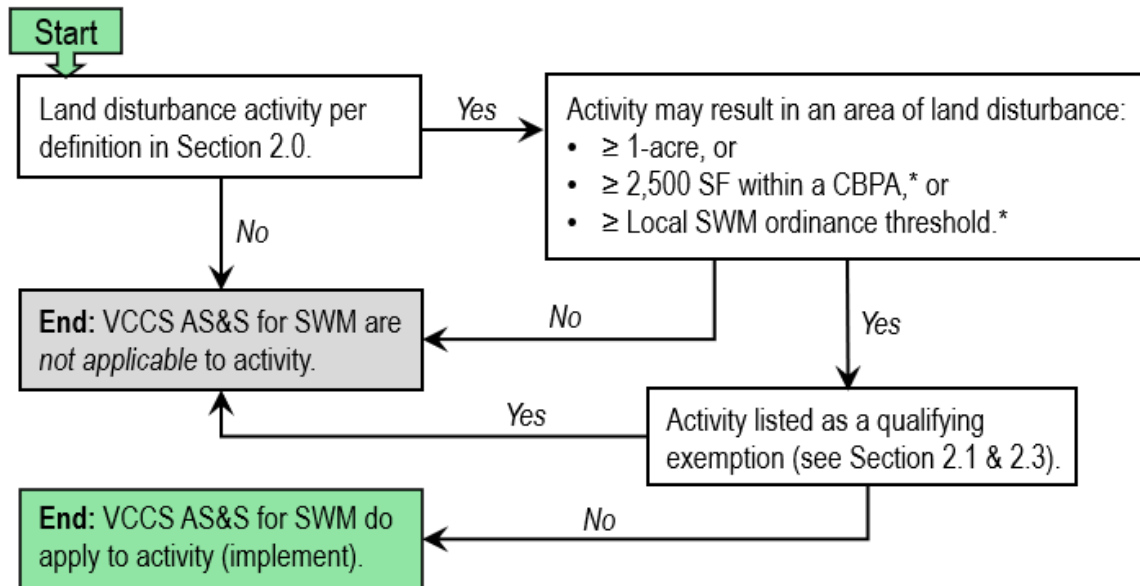 Start
Land disturbance activity per
definition in Section 2.0.
Yes
Activity may result in an area of land disturbance:
• ≥ 1-acre, or
• ≥ 2,500 SF within a CBPA,* or
• ≥ Local SWM ordinance threshold.*
No
End: VCCS AS&S for SWM are
not applicable to activity.
No
Yes
Yes
Activity listed as a qualifying
exemption (see Section 2.1 & 2.3).
End: VCCS AS&S for SWM do
apply to activity (implement).
No